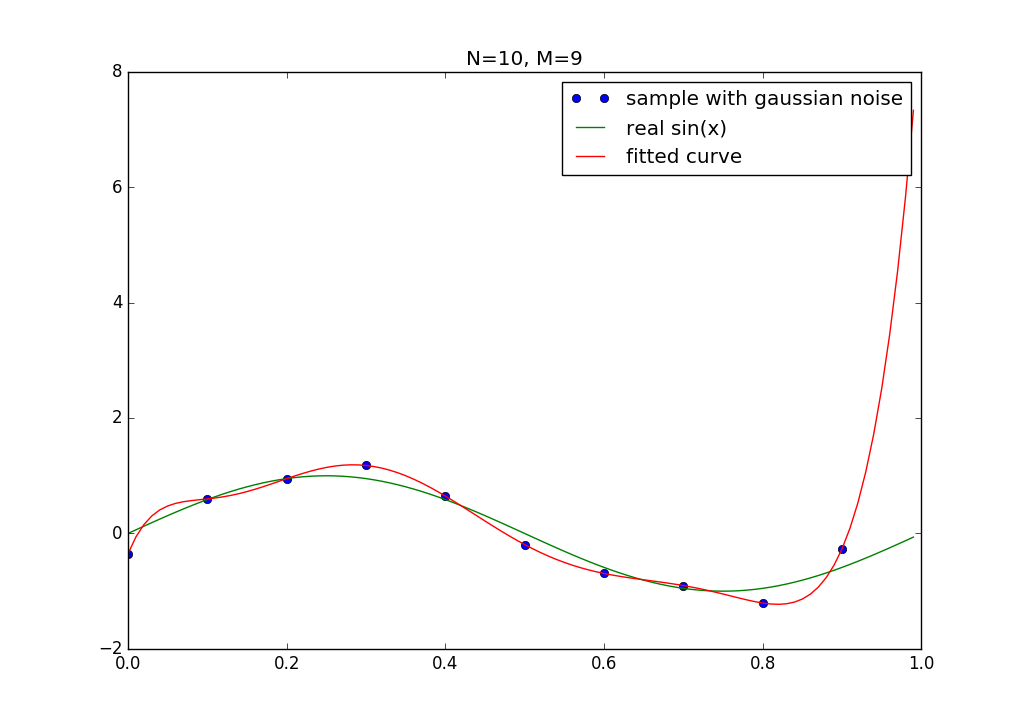 N=10, M=9
8
sample with gaussian noise
real sin(x)
fitted curve
6
4
2
0
−2
0.0 0.2 0.4 0.6 0.8 1.0